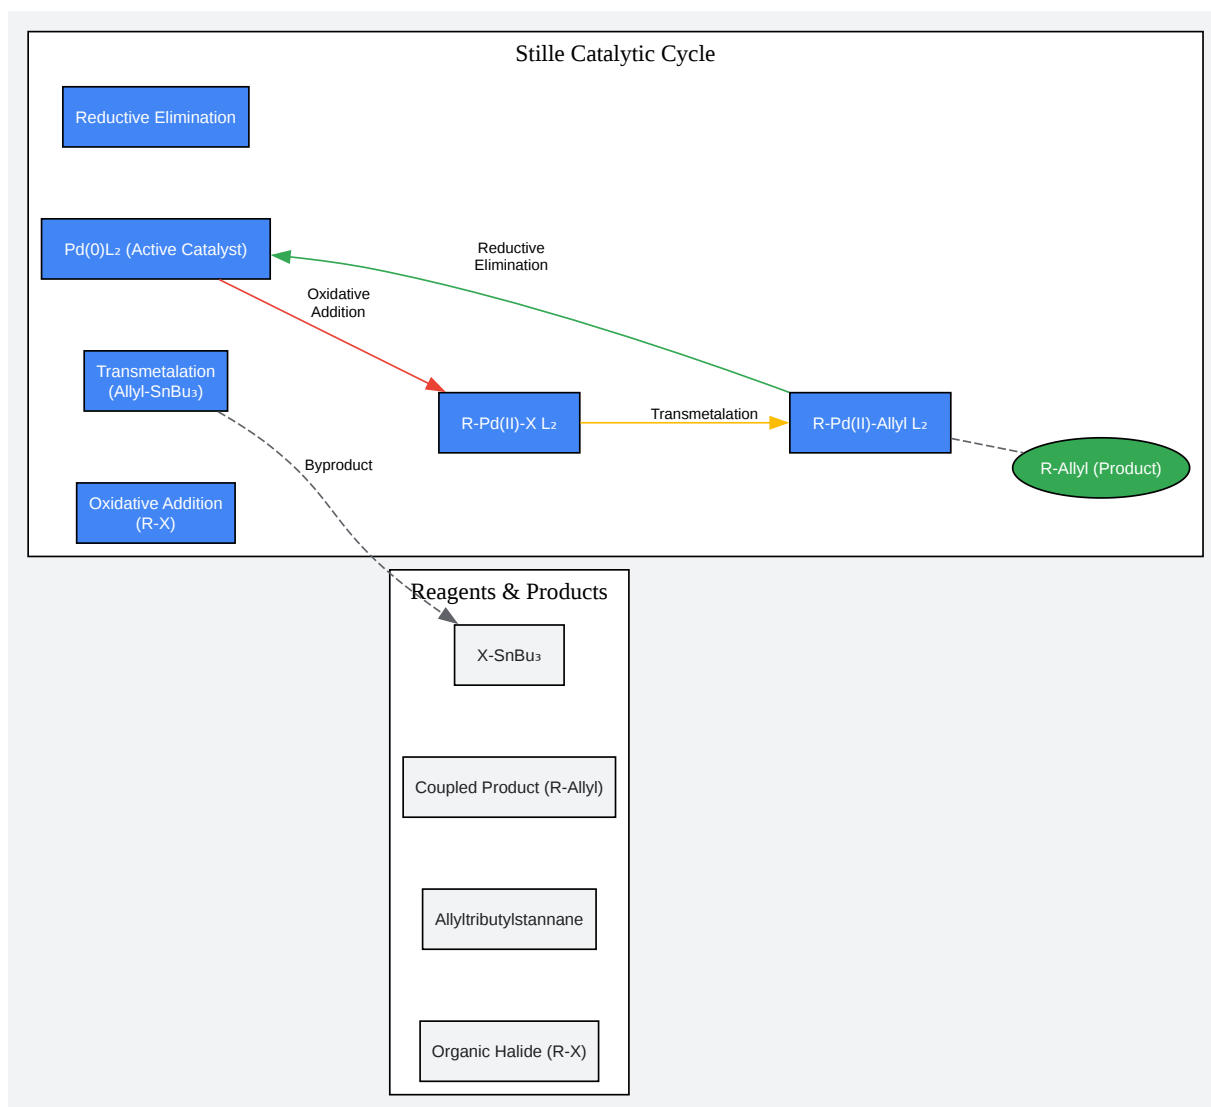 Stille Catalytic Cycle
Reductive Elimination
Pd(0)L₂ (Active Catalyst)
Reductive
Elimination
Oxidative
Addition
Transmetalation
(Allyl-SnBu₃)
R-Pd(II)-X L₂
Transmetalation
R-Pd(II)-Allyl L₂
R-Allyl (Product)
Byproduct
Oxidative Addition
(R-X)
Reagents & Products
X-SnBu₃
Coupled Product (R-Allyl)
Allyltributylstannane
Organic Halide (R-X)